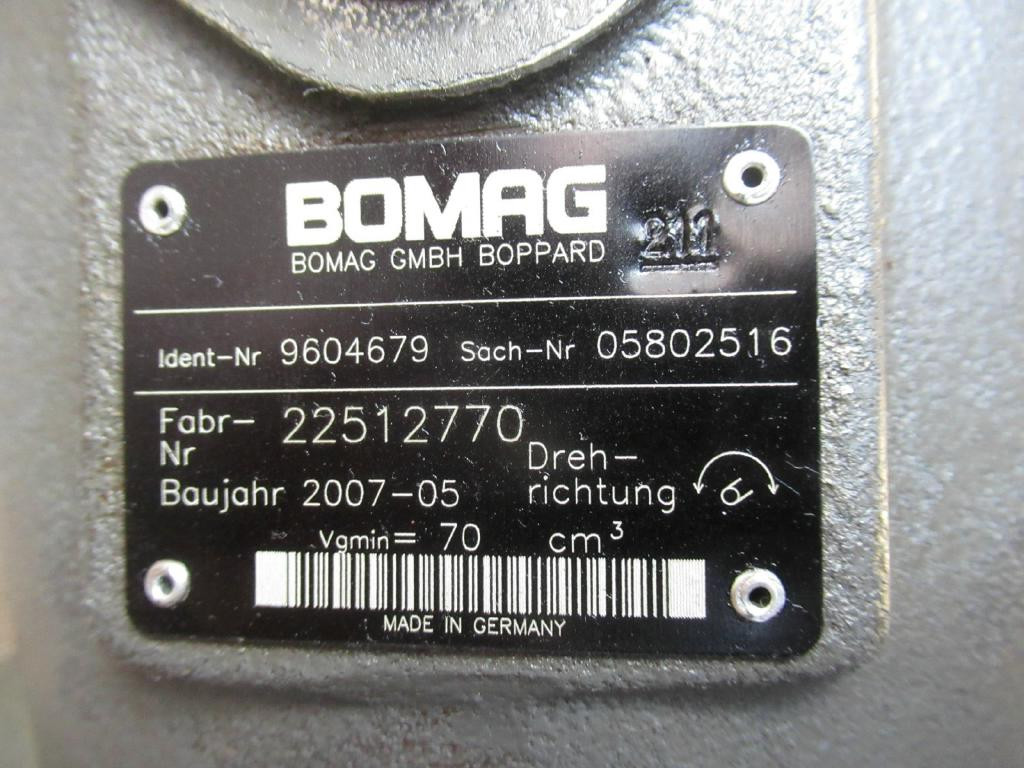 BOMAG
BOMAG GMBH BOPPARD
211
Ident-Nr 9604679 Sach-Nr 05802516
Fabr-Nr 22512770
Baujahr 2007-05
Dreh-
richtung
Vgmin= 70 cm³
MADE IN GERMANY